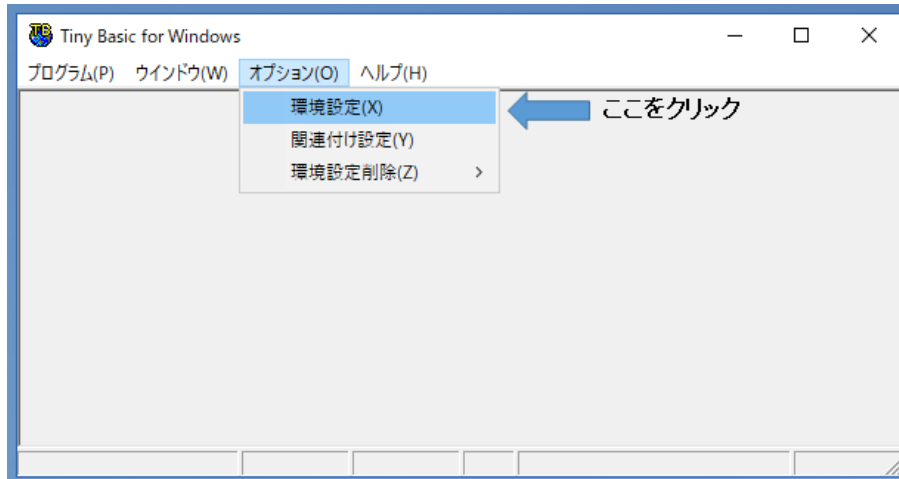 Tiny Basic for Windows
プログラム(P) ウインドウ(W) オプション(O) ヘルプ(H)
環境設定(X) ここをクリック
関連付け設定(Y)
環境設定削除(Z)